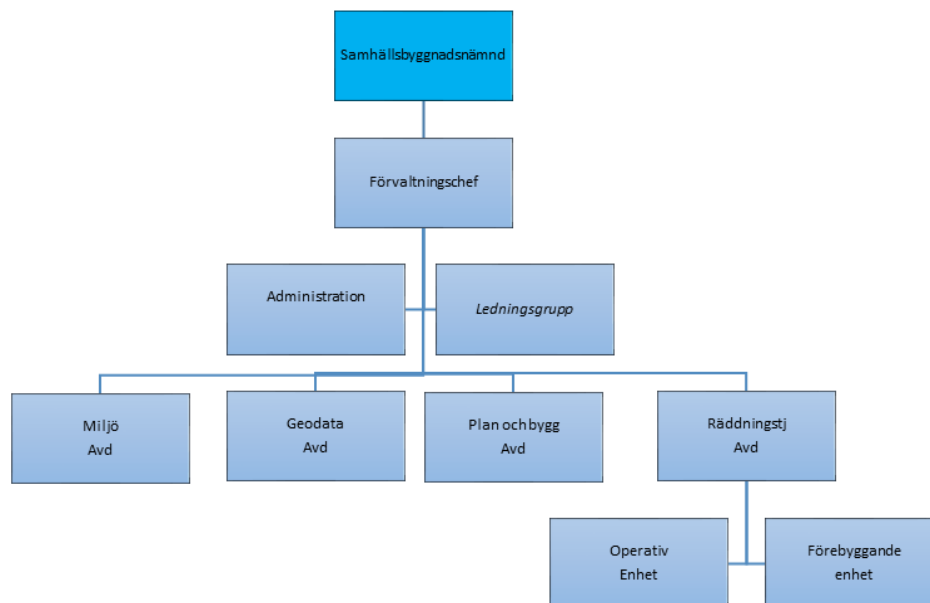 Samhällsbyggnadsnämnd
Förvaltningschef
Administration
Ledningsgrupp
Miljö
Avd
Geodata
Avd
Plan och bygg
Avd
Räddningstj
Avd
Operativ
Enhet
Förebyggande
enhet